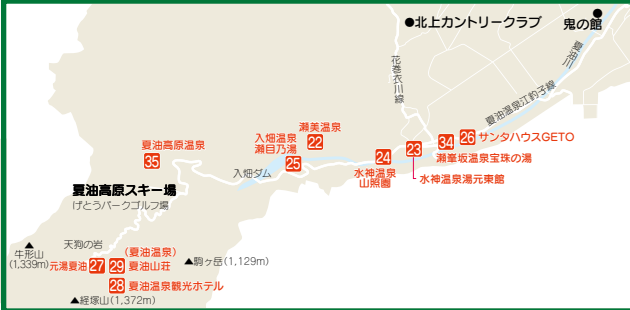 ●北上カントリークラブ
鬼の館
花巻衣川線
夏油川
夏油温泉江釣子線
瀬美温泉
22
入畑温泉
瀬目乃湯
25
夏油高原温泉
35
入畑ダム
24
水神温泉
山照園
23
水神温泉湯元東館
34
瀬峯坂温泉宝珠の湯
26
サンタハウスGETO
夏油高原スキー場
げとうパークゴルフ場
天狗の岩
▲
牛形山
(1,339m)
元湯夏油
27
29
(夏油温泉)
夏油山荘
▲駒ヶ岳(1,129m)
28
夏油温泉観光ホテル
▲経塚山(1,372m)